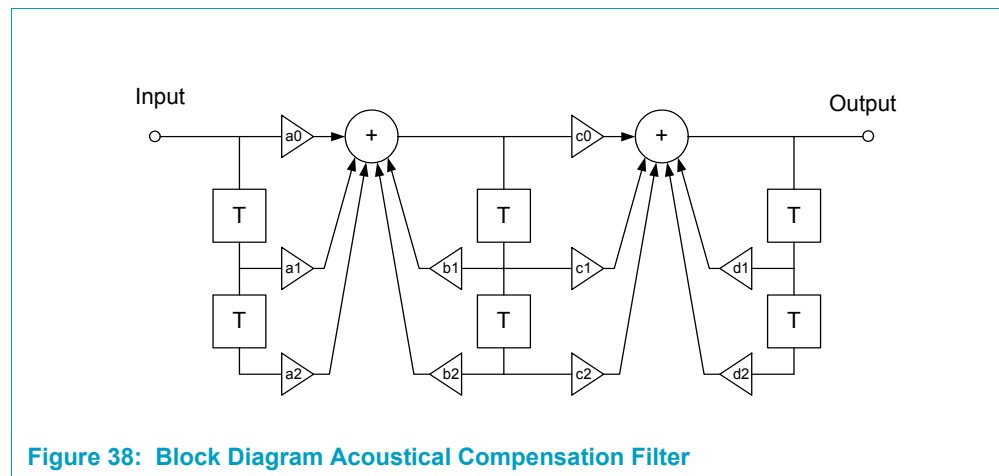 Input
Output
a0
+
c0
+
T
T
T
a1
b1
c1
d1
T
T
T
a2
b2
c2
d2
Figure 38: Block Diagram Acoustical Compensation Filter